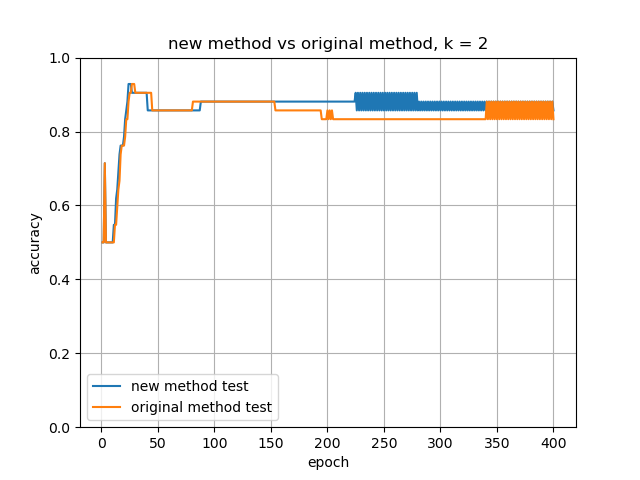 new method vs original method, k = 2
1.0
0.8
0.6
0.4
0.2
0.0
accuracy
new method test
original method test
0 50 100 150 200 250 300 350 400
epoch